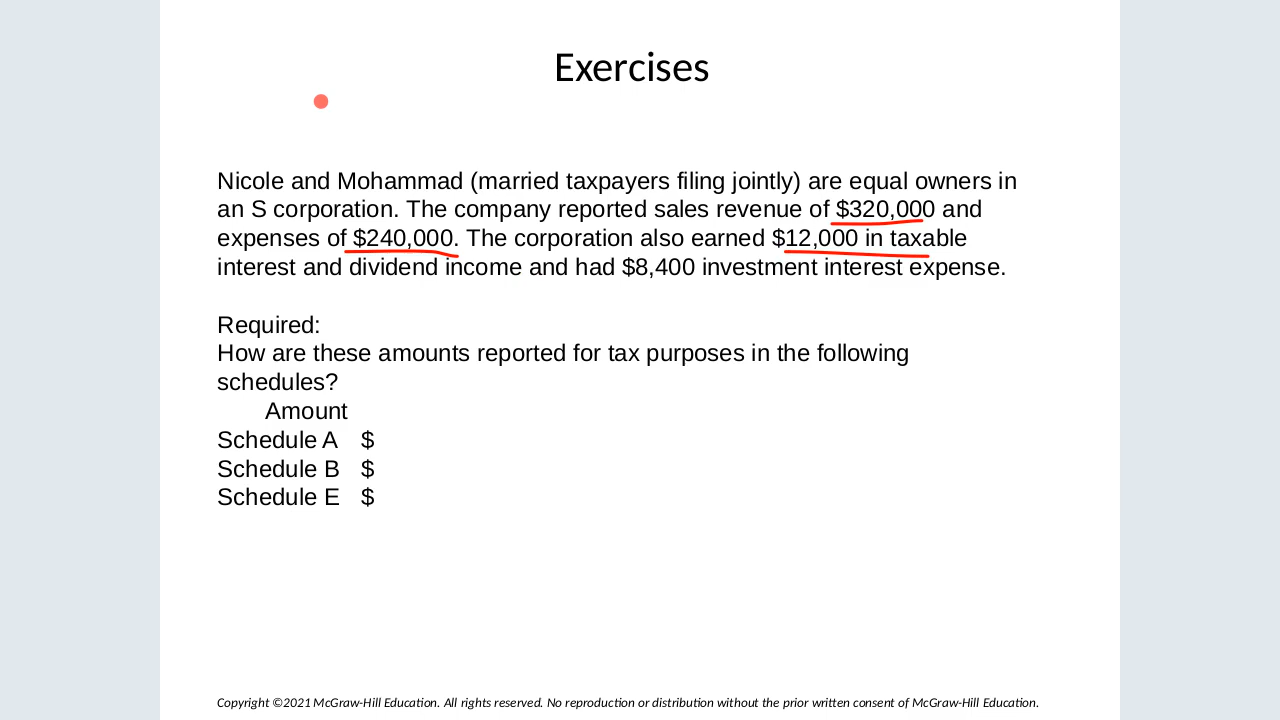 Exercises
Nicole and Mohammad (married taxpayers filing jointly) are equal owners in
an S corporation. The company reported sales revenue of $320,000 and
expenses of $240,000. The corporation also earned $12,000 in taxable
interest and dividend income and had $8,400 investment interest expense.
Required:
How are these amounts reported for tax purposes in the following
schedules?
Amount
Schedule A $
Schedule B $
Schedule E $
Copyright ©2021 McGraw-Hill Education. All rights reserved. No reproduction or distribution without the prior written consent of McGraw-Hill Education.